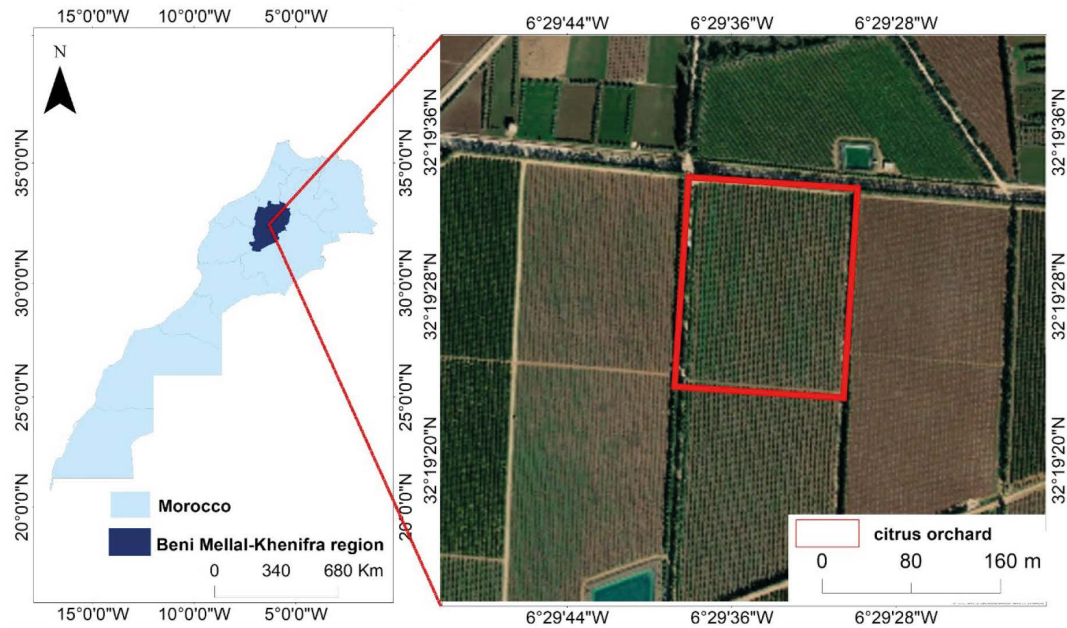 15°0'0"W 10°0'0"W 5°0'0"W
6°29'44"W 6°29'36"W 6°29'28"W
N
35°0'0"N
30°0'0"N
25°0'0"N
20°0'0"N
35°0'0"N
30°0'0"N
25°0'0"N
20°0'0"N
Morocco
Beni Mellal-Khenifra region
0 340 680 Km
15°0'0"W 10°0'0"W 5°0'0"W
32°19'36"N
32°19'28"N
32°19'20"N
32°19'36"N
32°19'28"N
32°19'20"N
citrus orchard
0 80 160 m
6°29'44"W 6°29'36"W 6°29'28"W